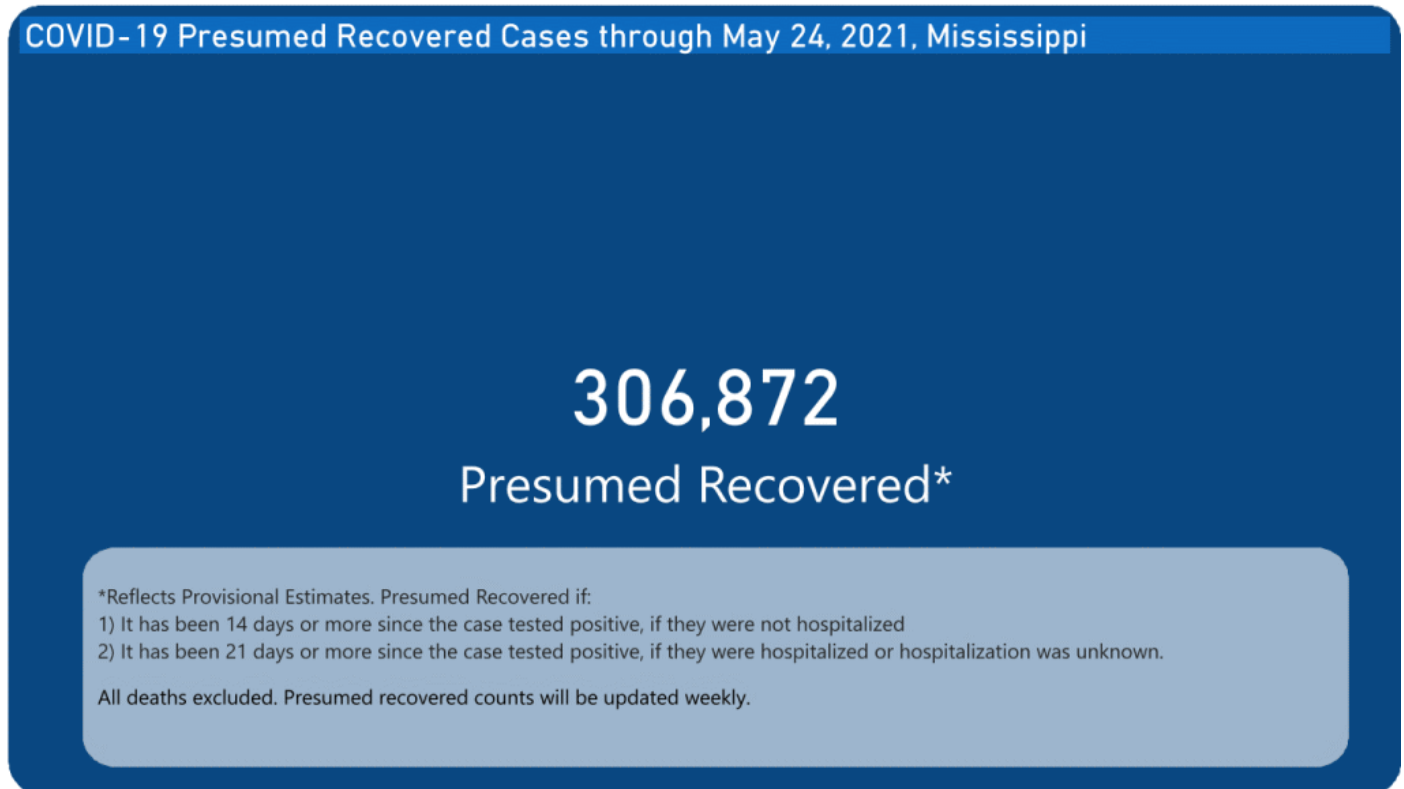 COVID-19 Presumed Recovered Cases through May 24, 2021, Mississippi
306,872
Presumed Recovered*
*Reflects Provisional Estimates. Presumed Recovered if:
1) It has been 14 days or more since the case tested positive, if they were not hospitalized
2) It has been 21 days or more since the case tested positive, if they were hospitalized or hospitalization was unknown.
All deaths excluded. Presumed recovered counts will be updated weekly.